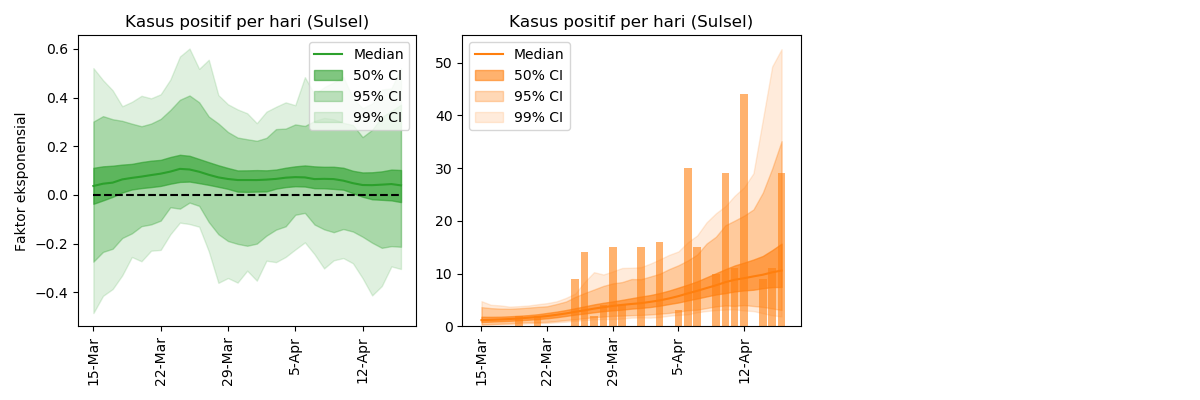 Kasus positif per hari (Sulsel)
Faktor eksponensial
0.6
0.4
0.2
0.0
−0.2
−0.4
Median
50% CI
95% CI
99% CI
15-Mar
22-Mar
29-Mar
5-Apr
12-Apr
Kasus positif per hari (Sulsel)
50
40
30
20
10
0
Median
50% CI
95% CI
99% CI
15-Mar
22-Mar
29-Mar
5-Apr
12-Apr